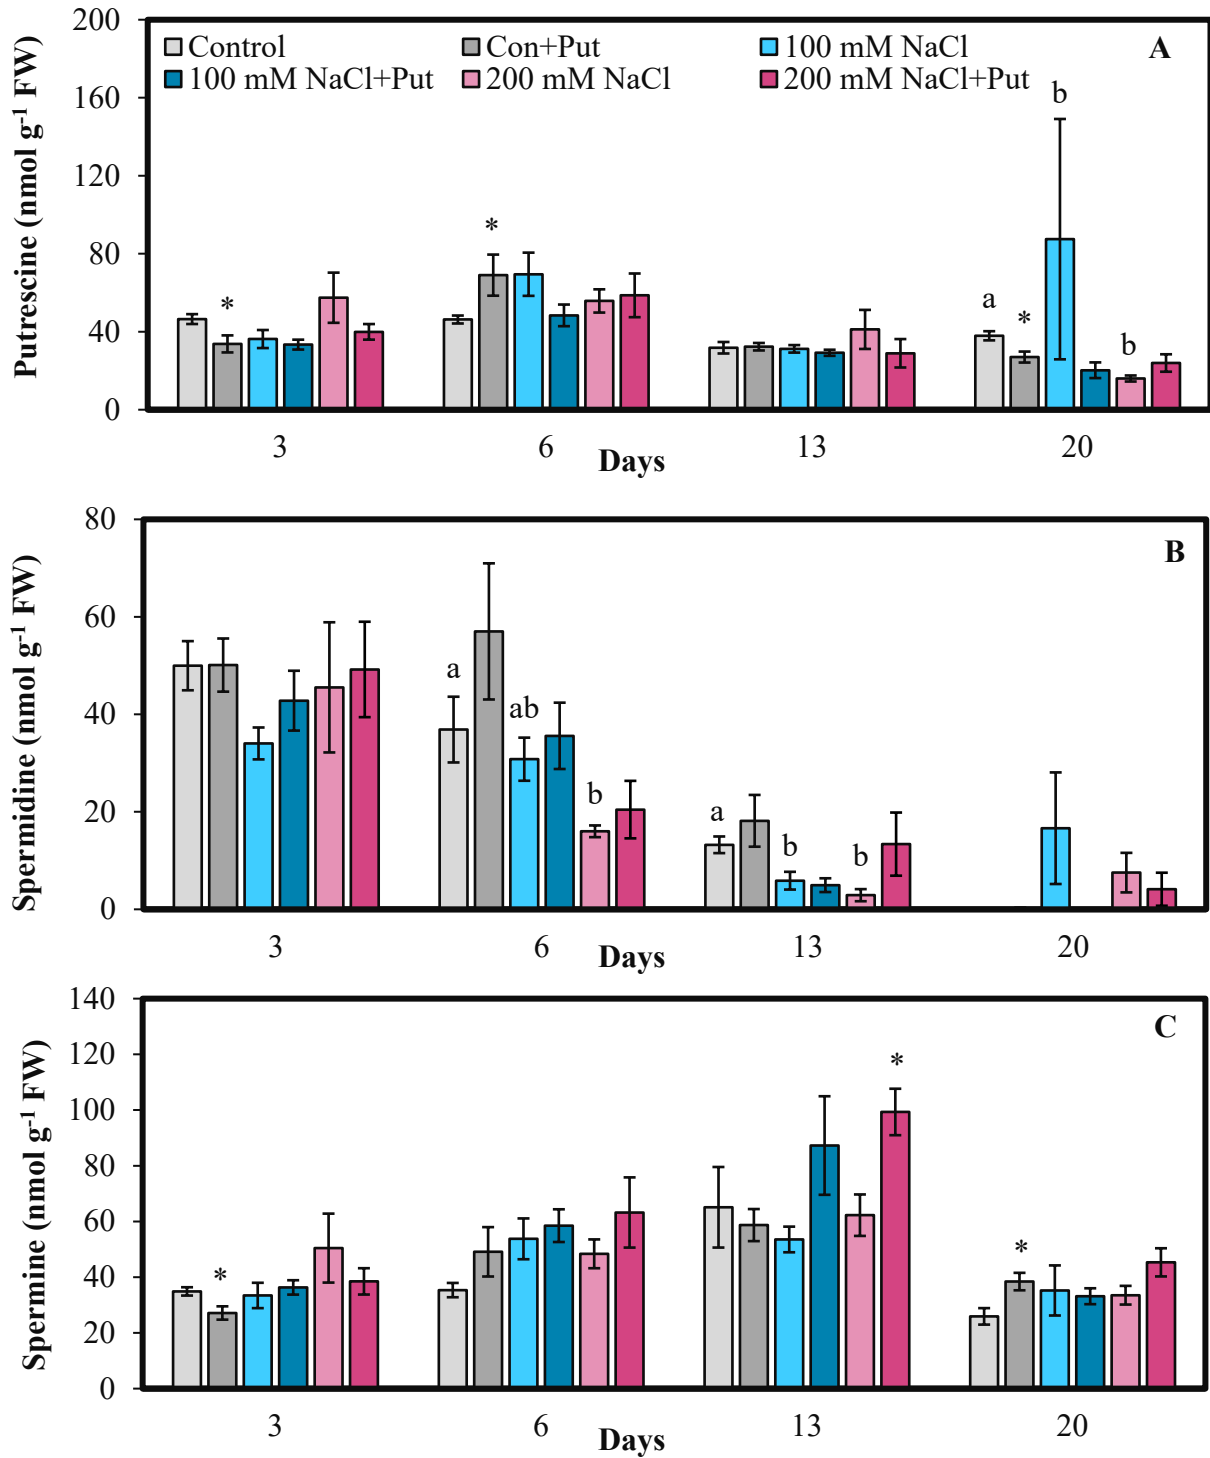 200
160
120
80
40
0
Putrescine (nmol g-1 FW)
Control Con+Put 100 mM NaCl
100 mM NaCl+Put 200 mM NaCl 200 mM NaCl+Put
A
* * a * b b
3 6 13 20
Days
80
60
40
20
0
Spermidine (nmol g-1 FW)
B
a ab b a b b
3 6 13 20
Days
140
120
100
80
60
40
20
0
Spermine (nmol g-1 FW)
C
* * *
3 6 13 20
Days